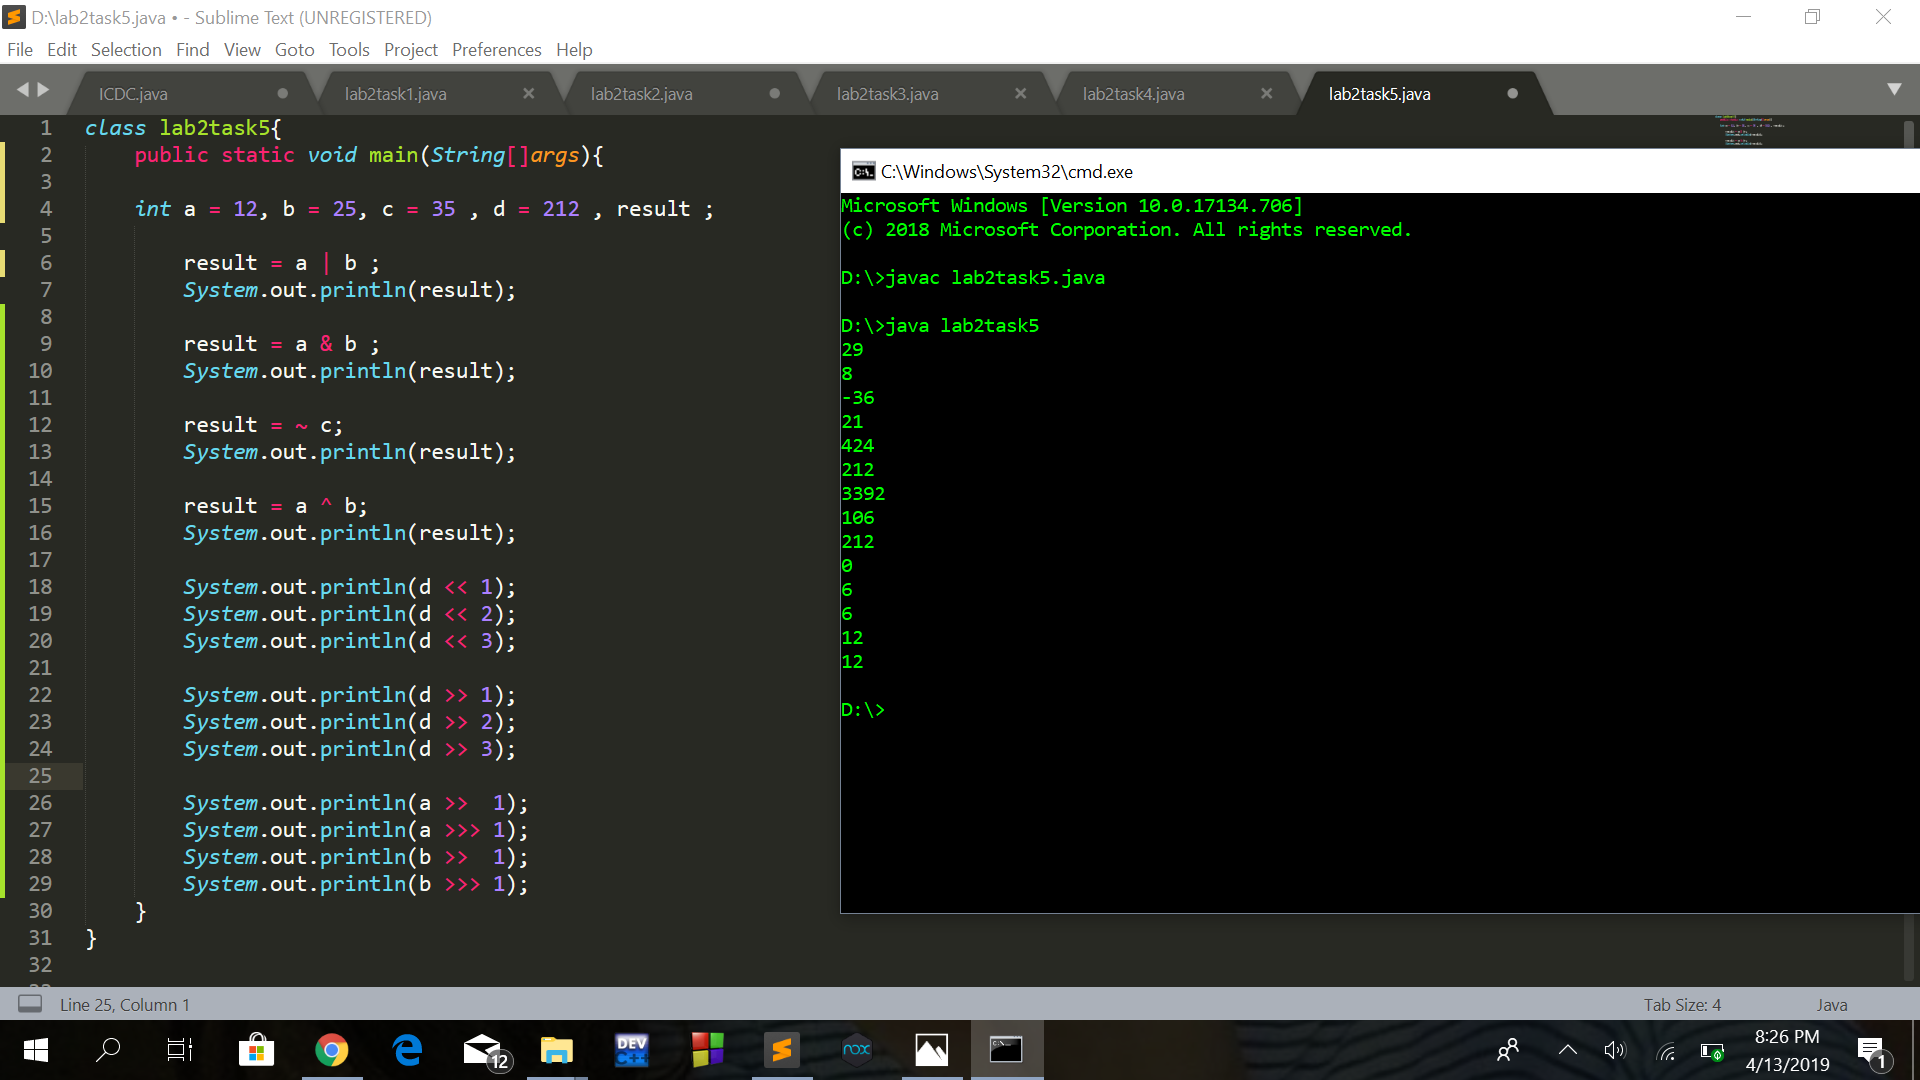 D:\lab2task5.java • - Sublime Text (UNREGISTERED)
File Edit Selection Find View Goto Tools Project Preferences Help
ICDC.java lab2task1.java lab2task2.java lab2task3.java lab2task4.java lab2task5.java
1 class lab2task5{
2 public static void main(String[]args){
3
4 int a = 12, b = 25, c = 35 , d = 212 , result ;
5
6 result = a | b ;
7 System.out.println(result);
8
9 result = a & b ;
10 System.out.println(result);
11
12 result = ~ c;
13 System.out.println(result);
14
15 result = a ^ b;
16 System.out.println(result);
17
18 System.out.println(d << 1);
19 System.out.println(d << 2);
20 System.out.println(d << 3);
21
22 System.out.println(d >> 1);
23 System.out.println(d >> 2);
24 System.out.println(d >> 3);
25
26 System.out.println(a >>  1);
27 System.out.println(a >>> 1);
28 System.out.println(b >>  1);
29 System.out.println(b >>> 1);
30 }
31 }
32
C:\Windows\System32\cmd.exe
Microsoft Windows [Version 10.0.17134.706]
(c) 2018 Microsoft Corporation. All rights reserved.
D:\>javac lab2task5.java
D:\>java lab2task5
29
8
-36
21
424
212
3392
106
212
0
6
6
12
12
D:\>
Line 25, Column 1 Tab Size: 4 Java
12 DEV C++ nox 8:26 PM
4/13/2019 1